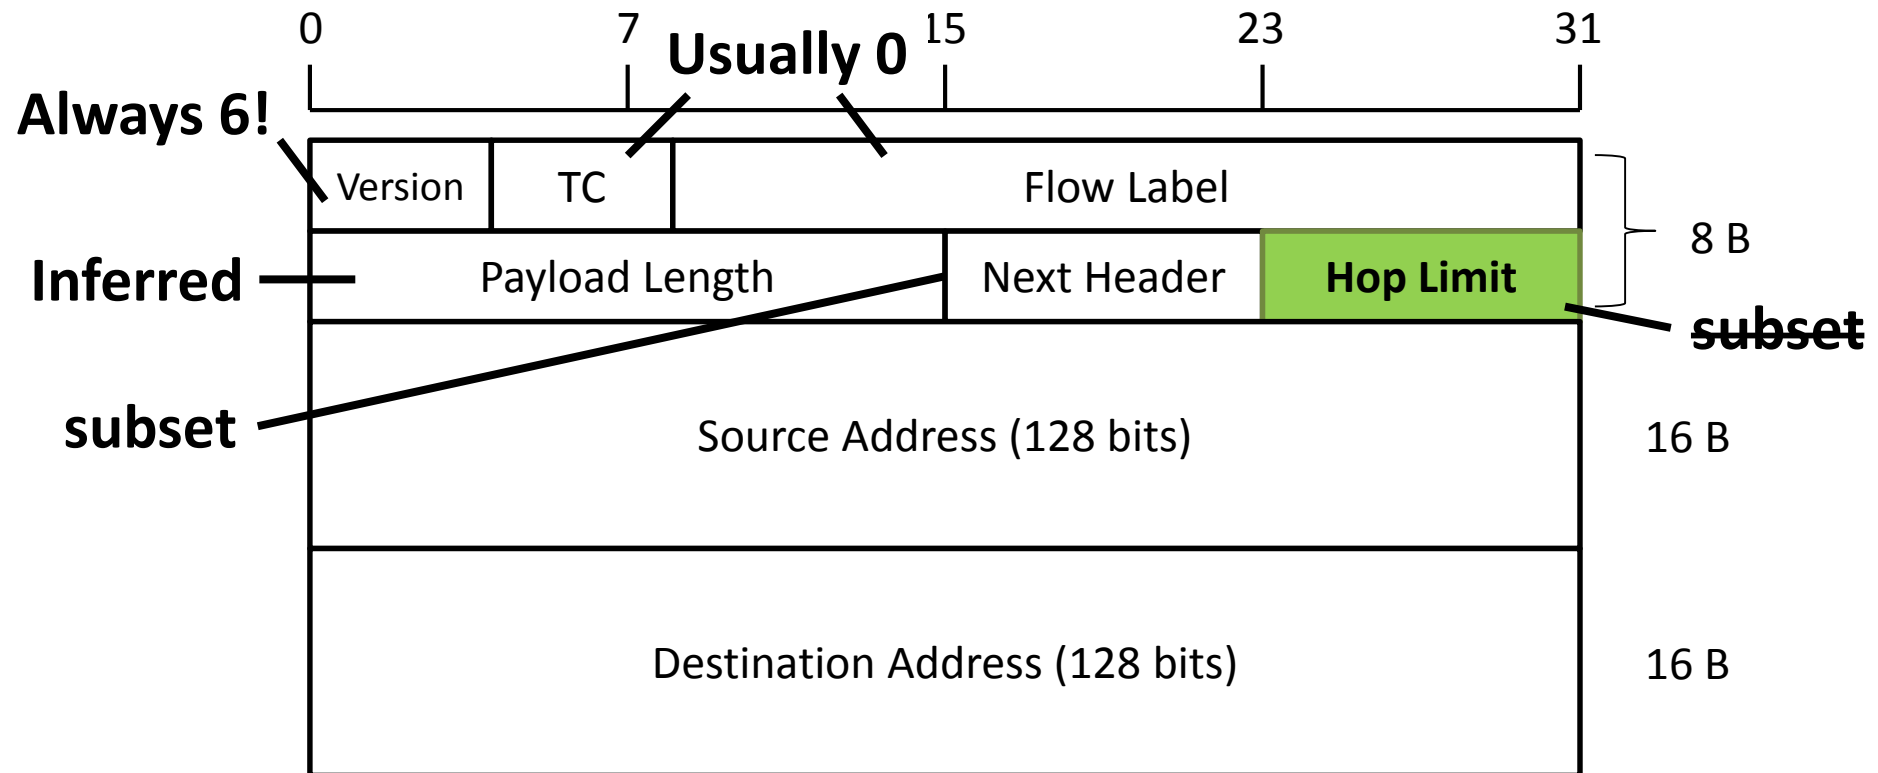 0 7 15 23 31
Usually 0
Always 6!
Version TC Flow Label
8 B
Inferred Payload Length Next Header Hop Limit
subset
subset
Source Address (128 bits) 16 B
Destination Address (128 bits) 16 B